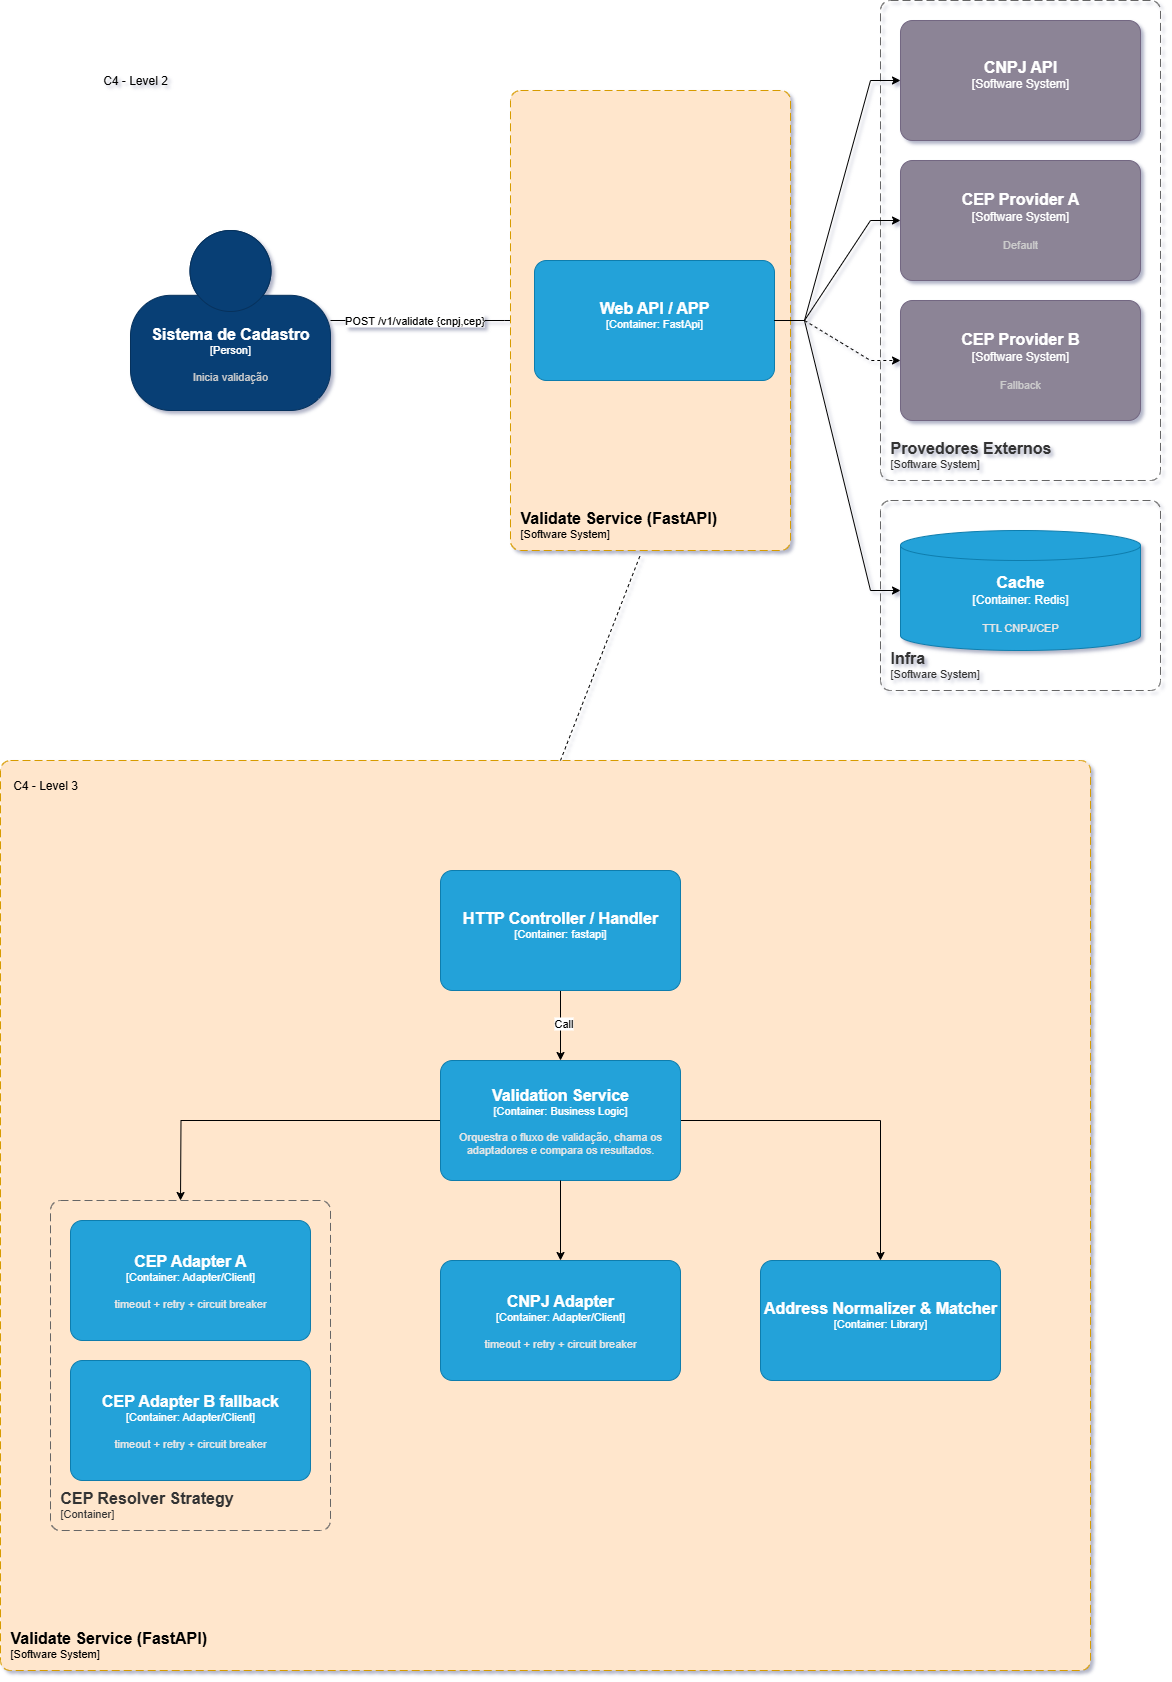 C4 - Level 2
CNPJ API
[Software System]
CEP Provider A
[Software System]
Default
CEP Provider B
[Software System]
Fallback
Provedores Externos
[Software System]
Sistema de Cadastro
[Person]
Inicia validação
POST /v1/validate {cnpj,cep}
Web API / APP
[Container: FastApi]
Validate Service (FastAPI)
[Software System]
Cache
[Container: Redis]
TTL CNPJ/CEP
Infra
[Software System]
C4 - Level 3
HTTP Controller / Handler
[Container: fastapi]
Call
Validation Service
[Container: Business Logic]
Orquestra o fluxo de validação, chama os
adaptadores e compara os resultados.
CEP Adapter A
[Container: Adapter/Client]
timeout + retry + circuit breaker
CEP Adapter B fallback
[Container: Adapter/Client]
timeout + retry + circuit breaker
CEP Resolver Strategy
[Container]
CNPJ Adapter
[Container: Adapter/Client]
timeout + retry + circuit breaker
Address Normalizer & Matcher
[Container: Library]
Validate Service (FastAPI)
[Software System]